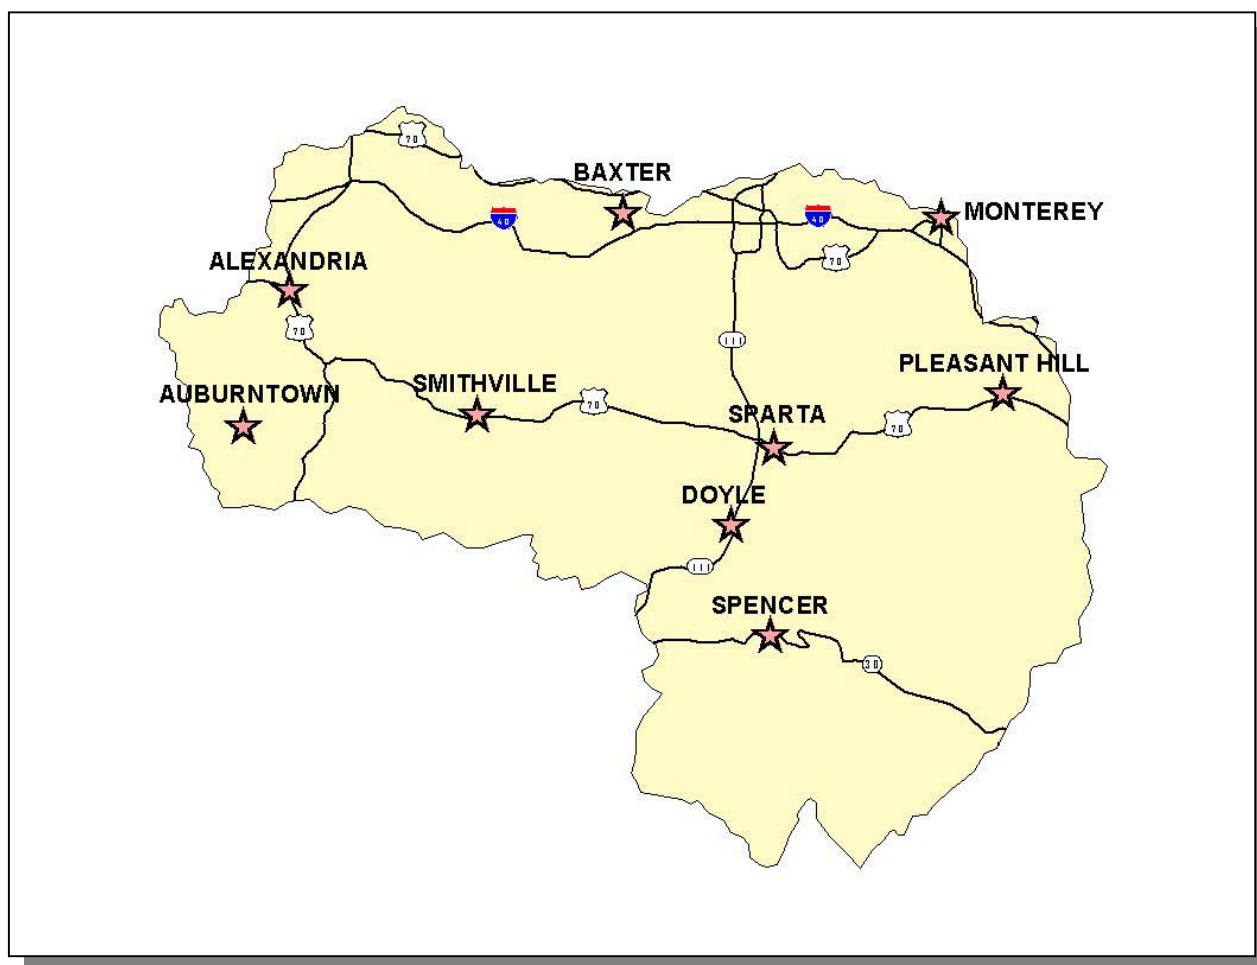 70
BAXTER
40
40
MONTEREY
70
ALEXANDRIA
70
111
PLEASANT HILL
SMITHVILLE
AUBURNTOWN
70
SPARTA
70
DOYLE
111
SPENCER
30